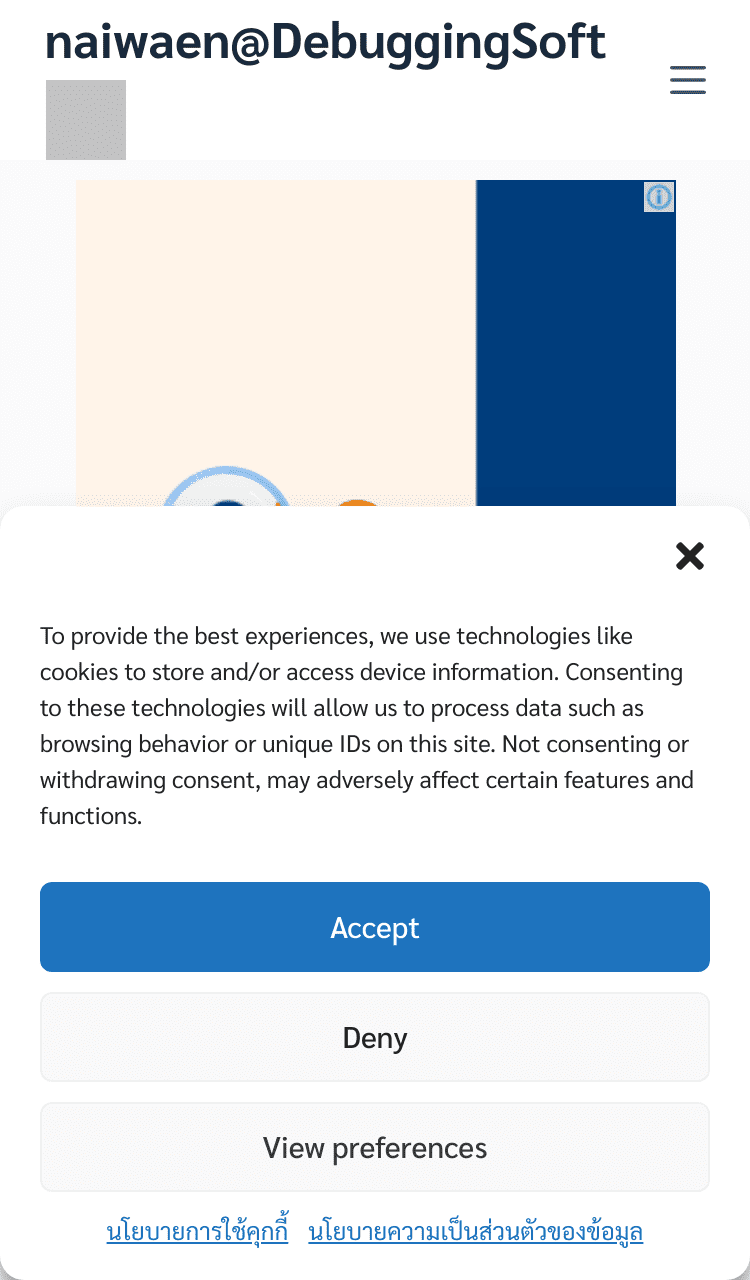 naiwaen@DebuggingSoft
To provide the best experiences, we use technologies like
cookies to store and/or access device information. Consenting
to these technologies will allow us to process data such as
browsing behavior or unique IDs on this site. Not consenting or
withdrawing consent, may adversely affect certain features and
functions.
Accept
Deny
View preferences
นโยบายการใช้คุกกี้ นโยบายความเป็นส่วนตัวของข้อมูล